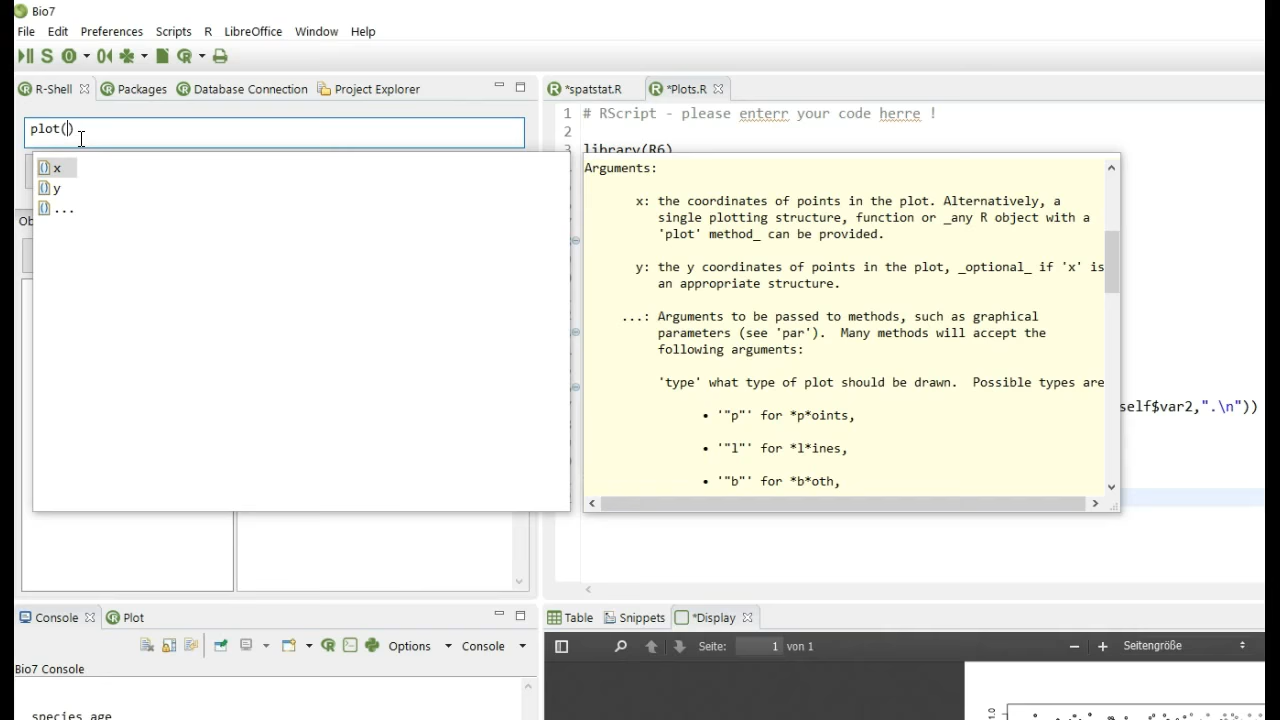 Bio7
File Edit Preferences Scripts R LibreOffice Window Help
R-Shell Packages Database Connection Project Explorer
*spatstat.R *Plots.R
plot()
1 # RScript - please enterr your code herre !
2
3 library(R6)
x
y
...
Ob
Arguments:
x: the coordinates of points in the plot. Alternatively, a
single plotting structure, function or _any R object with a
'plot' method_ can be provided.
y: the y coordinates of points in the plot, _optional_ if 'x' is
an appropriate structure.
...: Arguments to be passed to methods, such as graphical
parameters (see 'par'). Many methods will accept the
following arguments:
'type' what type of plot should be drawn. Possible types are
• '"p"' for *p*oints,
• '"l"' for *l*ines,
• '"b"' for *b*oth,
self$var2,".\n"))
Console Plot
Options Console
Bio7 Console
species age
Table Snippets *Display
Seite: 1 von 1
Seitengröße
1.0